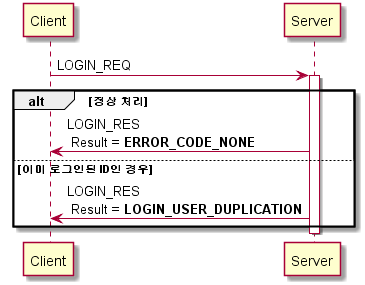 Client
Server
LOGIN_REQ
alt
[정상 처리]
LOGIN_RES
Result = ERROR_CODE_NONE
[이미 로그인된 ID인 경우]
LOGIN_RES
Result = LOGIN_USER_DUPLICATION
Client
Server